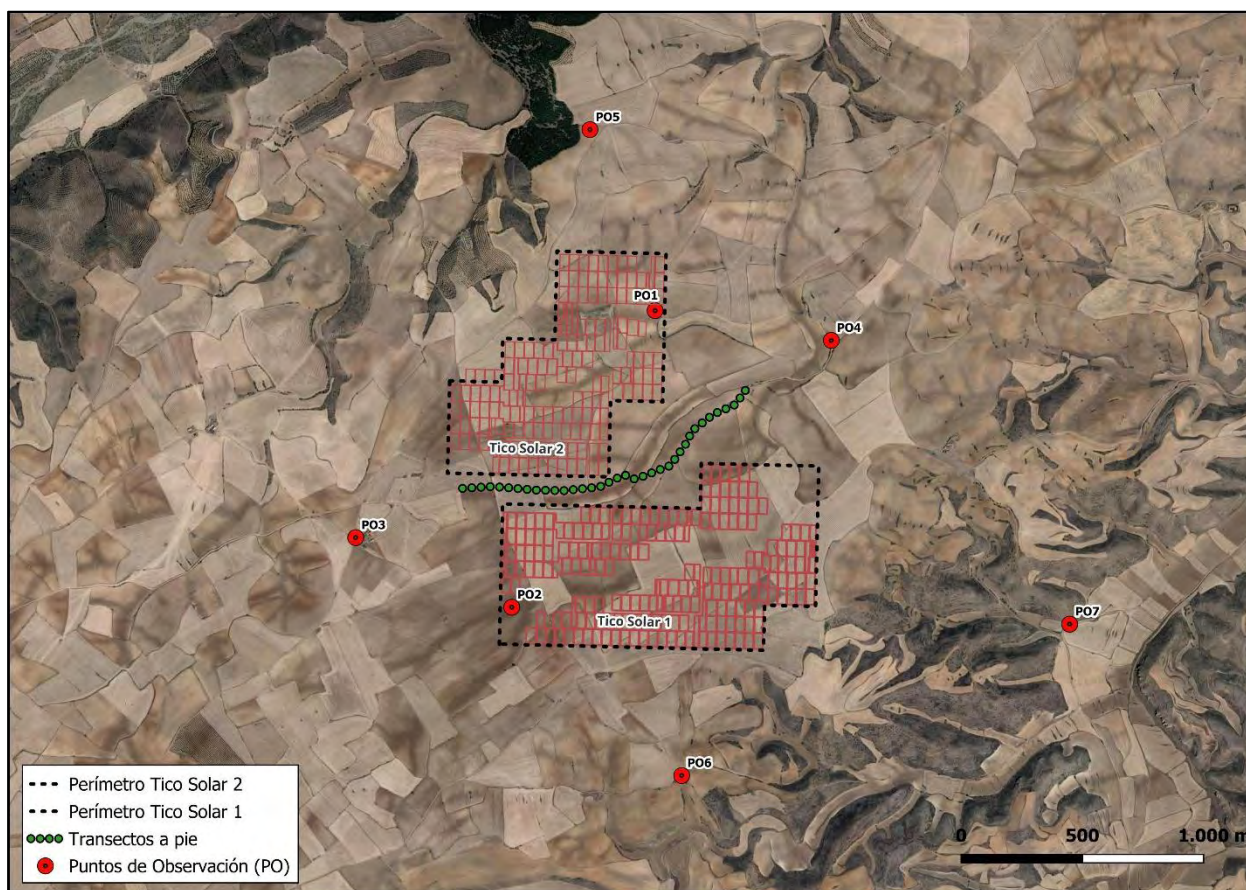 PO5
PO1
PO4
Tico Solar 2
PO3
PO2
Tico Solar 1
PO7
PO6
Perímetro Tico Solar 2
Perímetro Tico Solar 1
Transectos a pie
Puntos de Observación (PO)
0 500 1.000 m